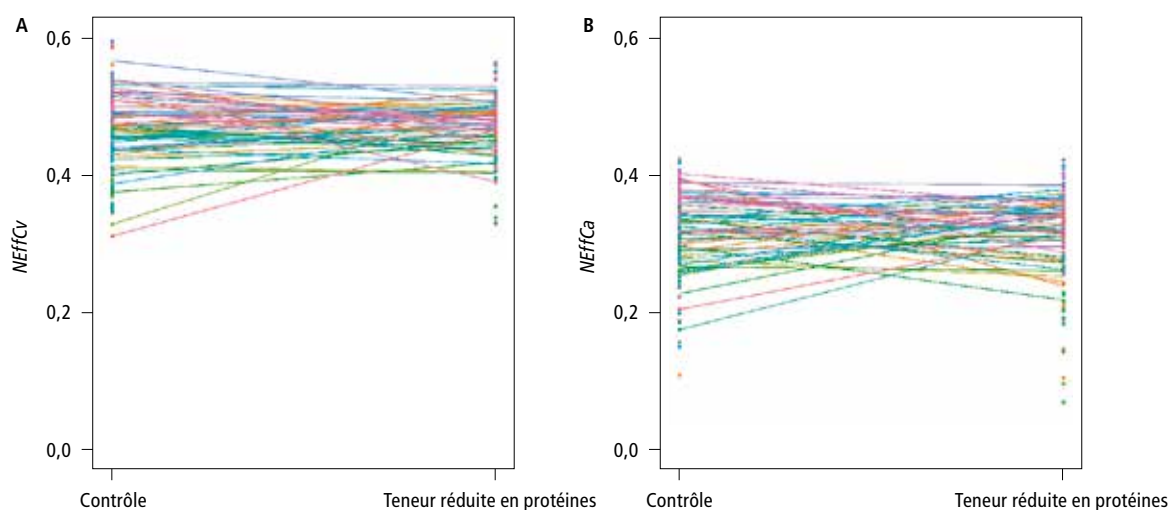 A
0,6
0,4
0,2
0,0
NEffCv
Contrôle
Teneur réduite en protéines
B
0,6
0,4
0,2
0,0
NEffCa
Contrôle
Teneur réduite en protéines